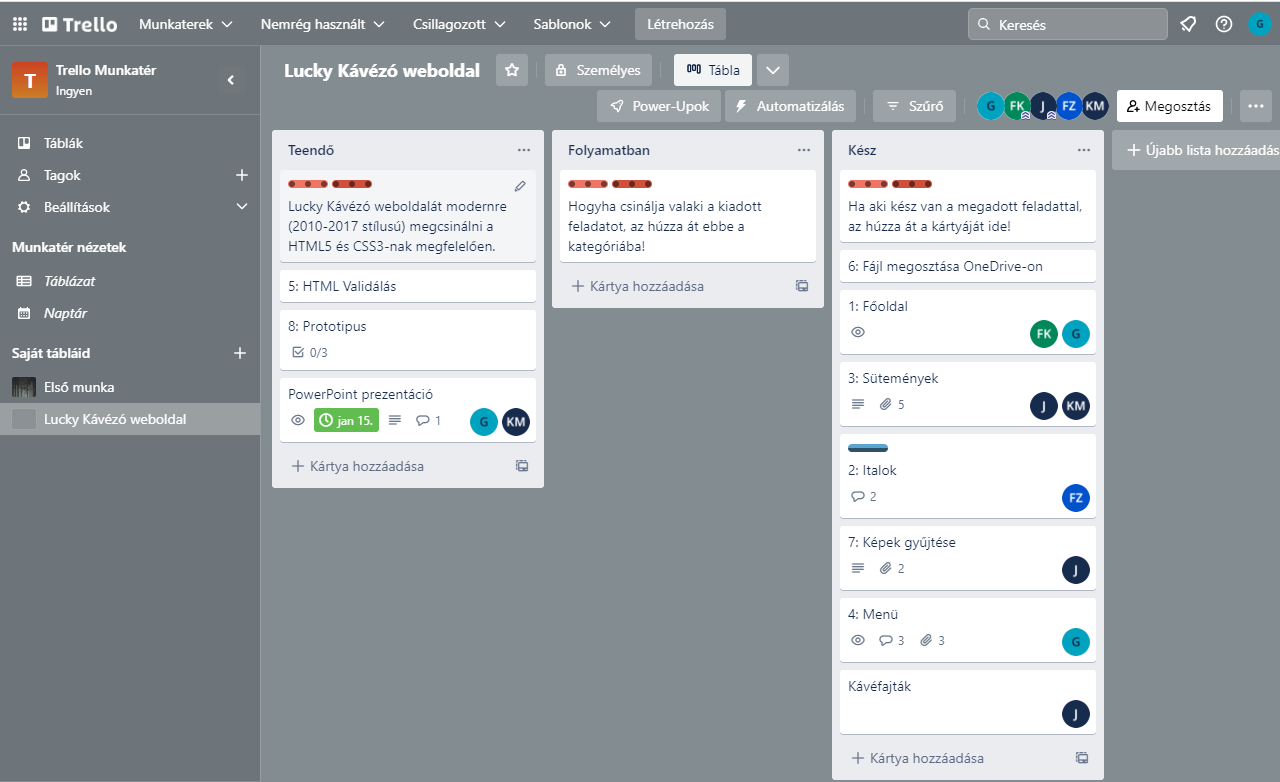 Trello
Munkaterek
Nemrég használt
Csillagozott
Sablonok
Létrehozás
Keresés
G
T
Trello Munkatér
Ingyen
Táblák
Tagok
Beállítások
Munkatér nézetek
Táblázat
Naptár
Saját tábláid
Első munka
Lucky Kávézó weboldal
Lucky Kávézó weboldal
Személyes
Tábla
Power-Upok
Automatizálás
Szűrő
G
FK
J
FZ
KM
Megosztás
Teendő
Lucky Kávézó weboldalát modernre
(2010-2017 stílusú) megcsinálni a
HTML5 és CSS3-nak megfelelően.
5: HTML Validálás
8: Prototipus
0/3
PowerPoint prezentáció
jan 15.
1
G
KM
Kártya hozzáadása
Folyamatban
Hogyha csinálja valaki a kiadott
feladatot, az húzza át ebbe a
kategóriába!
Kártya hozzáadása
Kész
Ha aki kész van a megadott feladattal,
az húzza át a kártyáját ide!
6: Fájl megosztása OneDrive-on
1: Főoldal
FK
G
3: Sütemények
5
J
KM
2: Italok
2
FZ
7: Képek gyűjtése
2
J
4: Menü
3
3
G
Kávéfajták
J
Kártya hozzáadása
Újabb lista hozzáadás